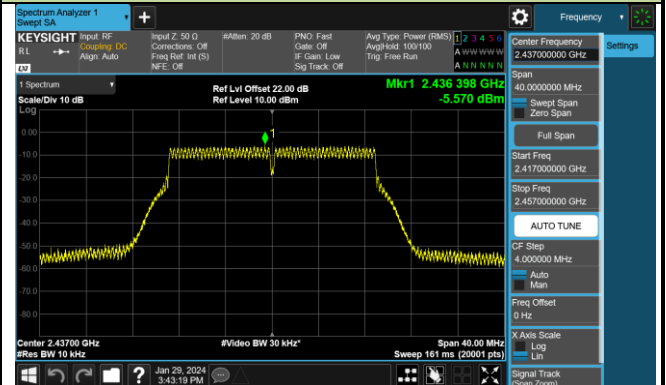 Spectrum Analyzer 1
Swept SA
Frequency
KEYSIGHT
RL
LXI
Input: RF
Coupling: DC
Align: Auto
Input Z: 50 Ω
Corrections: Off
Freq Ref: Int (S)
NFE: Off
#Atten: 20 dB
PNO: Fast
Gate: Off
IF Gain: Low
Sig Track: Off
Avg Type: Power (RMS)
Avg|Hold: 100/100
Trig: Free Run
1 2 3 4 5 6
A W W W W W
A N N N N N
1 Spectrum
Scale/Div 10 dB
Log
Ref Lvl Offset 22.00 dB
Ref Level 10.00 dBm
Mkr1 2.436 398 GHz
-5.570 dBm
1
0.00
-10.0
-20.0
-30.0
-40.0
-50.0
-60.0
-70.0
-80.0
Center 2.43700 GHz
#Res BW 10 kHz
#Video BW 30 kHz*
Span 40.00 MHz
Sweep 161 ms (20001 pts)
Jan 29, 2024
3:43:19 PM
Center Frequency
2.437000000 GHz
Settings
Span
40.0000000 MHz
Swept Span
Zero Span
Full Span
Start Freq
2.417000000 GHz
Stop Freq
2.457000000 GHz
AUTO TUNE
CF Step
4.000000 MHz
Auto
Man
Freq Offset
0 Hz
X Axis Scale
Log
Lin
Signal Track
(Span Zoom)